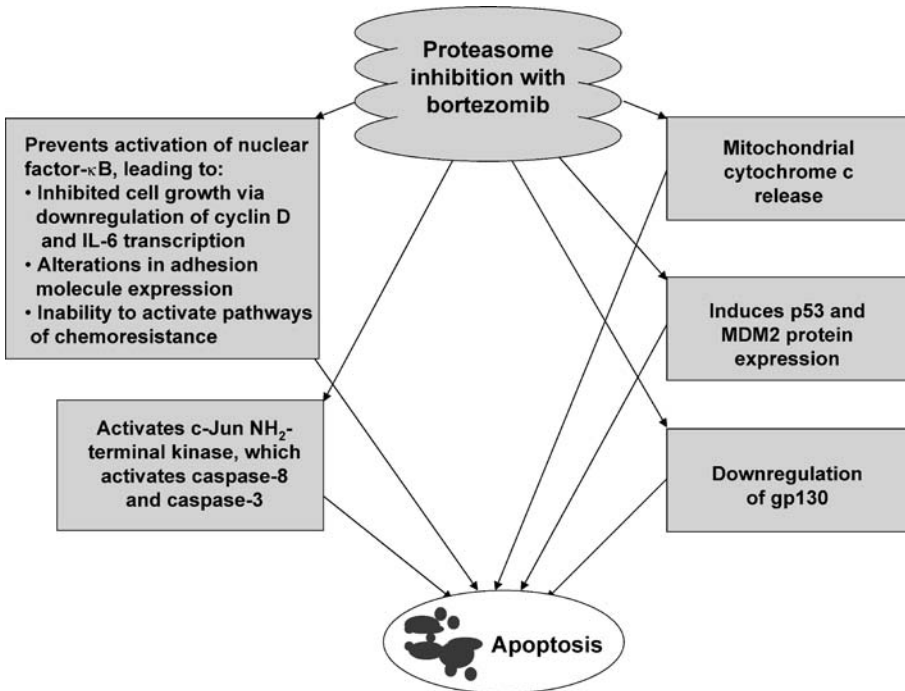 Proteasome
inhibition with
bortezomib
Prevents activation of nuclear
factor-κB, leading to:
• Inhibited cell growth via
downregulation of cyclin D
and IL-6 transcription
• Alterations in adhesion
molecule expression
• Inability to activate pathways
of chemoresistance
Activates c-Jun NH₂-
terminal kinase, which
activates caspase-8
and caspase-3
Mitochondrial
cytochrome c
release
Induces p53 and
MDM2 protein
expression
Downregulation
of gp130
Apoptosis